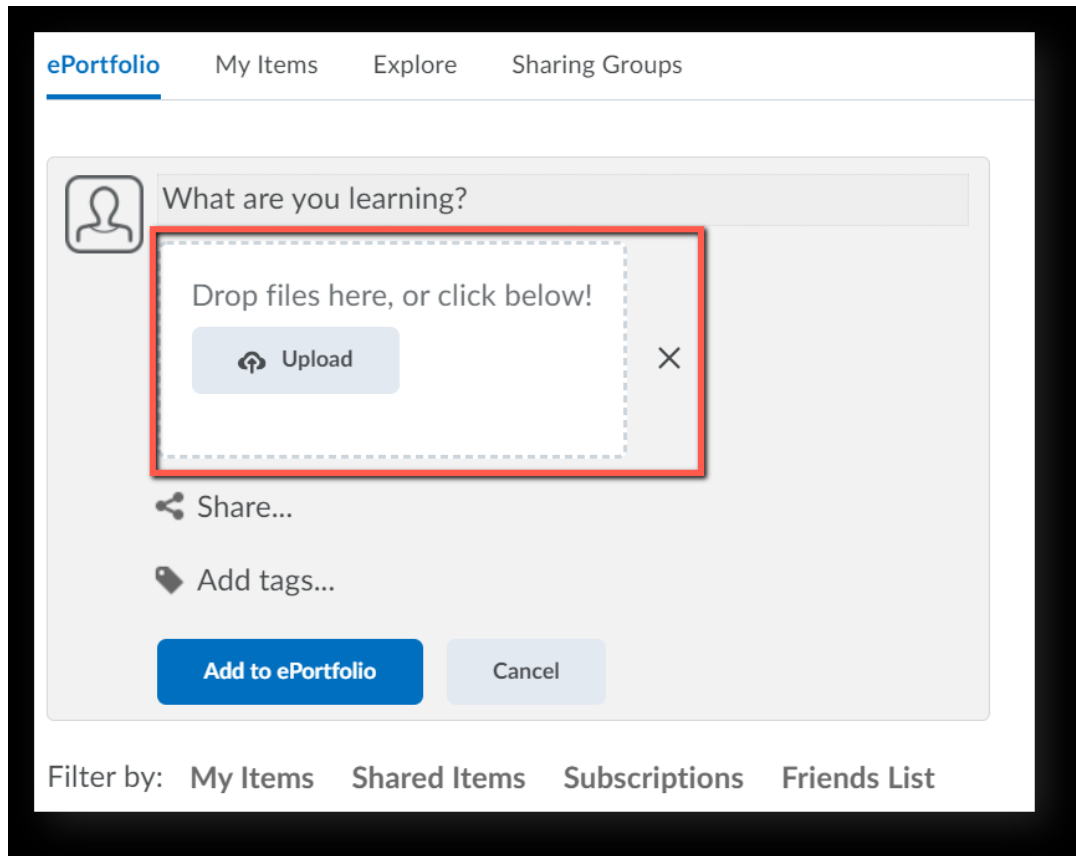 ePortfolio My Items Explore Sharing Groups
What are you learning?
Drop files here, or click below!
Upload
Share...
Add tags...
Add to ePortfolio Cancel
Filter by: My Items Shared Items Subscriptions Friends List